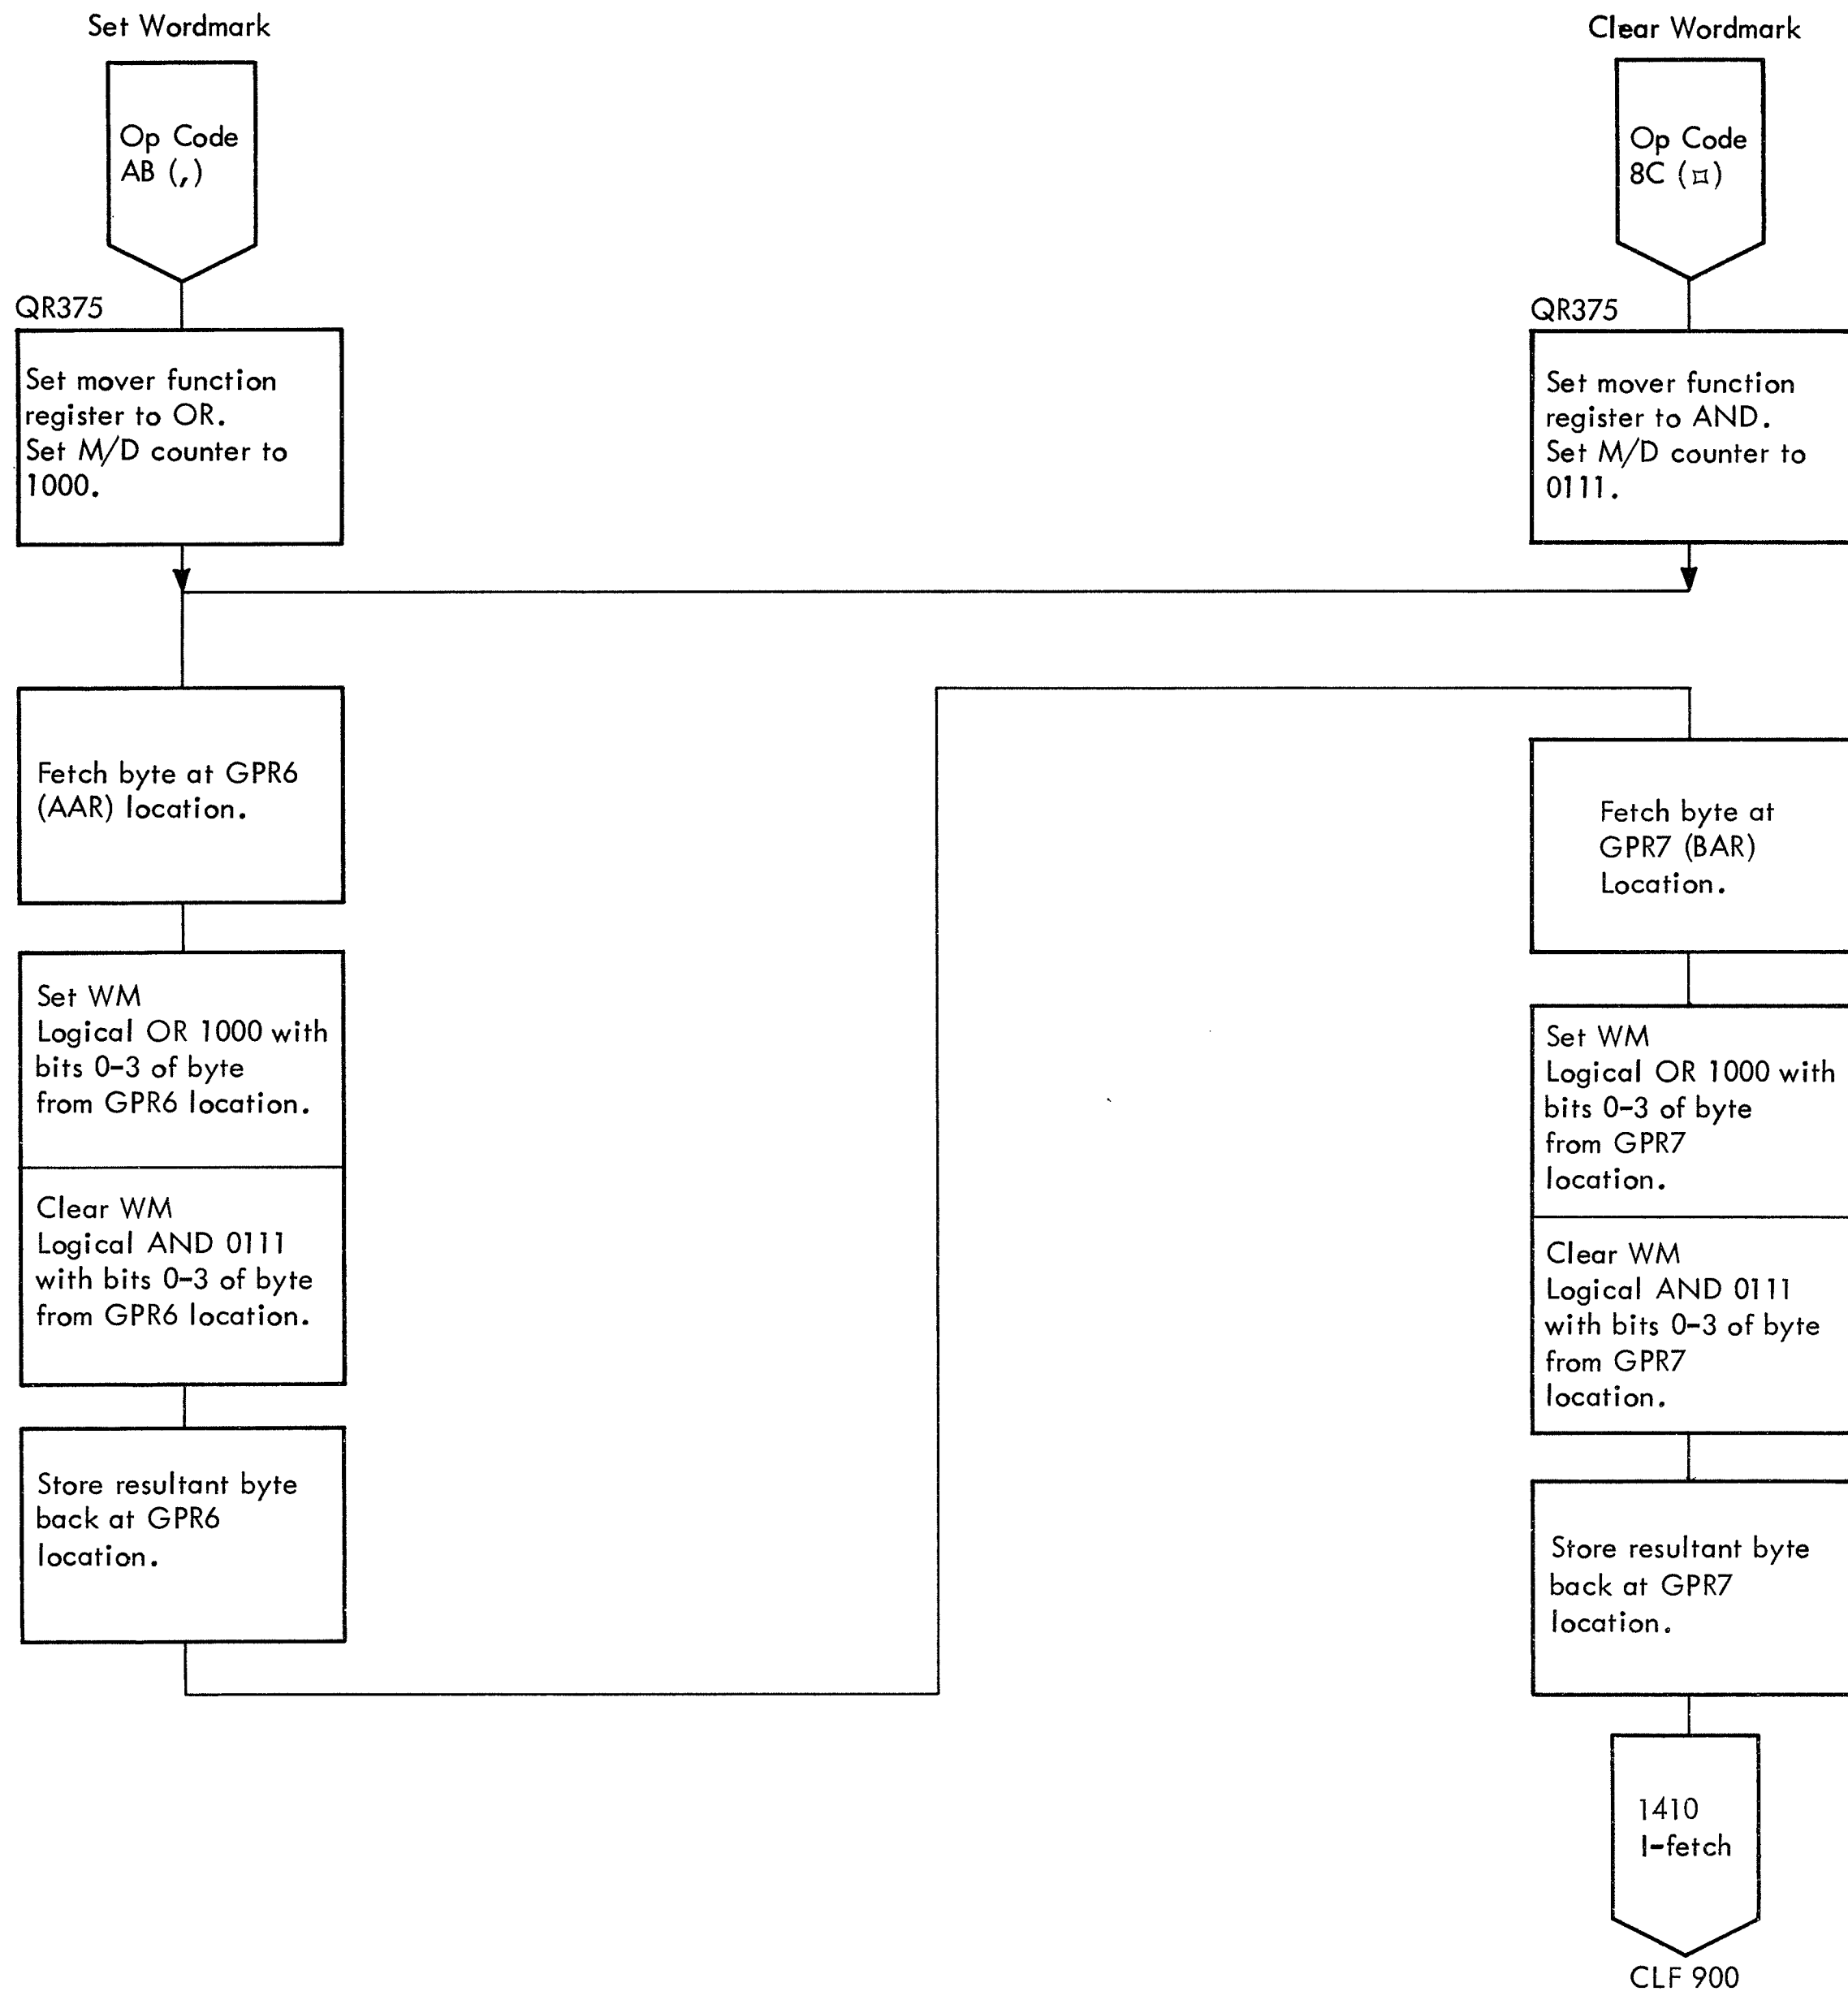 Set Wordmark
Op Code
AB (,)
QR375
Set mover function
register to OR.
Set M/D counter to
1000.
Fetch byte at GPR6
(AAR) location.
Set WM
Logical OR 1000 with
bits 0-3 of byte
from GPR6 location.
Clear WM
Logical AND 0111
with bits 0-3 of byte
from GPR6 location.
Store resultant byte
back at GPR6
location.
Clear Wordmark
Op Code
8C (⌑)
QR375
Set mover function
register to AND.
Set M/D counter to
0111.
Fetch byte at
GPR7 (BAR)
Location.
Set WM
Logical OR 1000 with
bits 0-3 of byte
from GPR7
location.
Clear WM
Logical AND 0111
with bits 0-3 of byte
from GPR7
location.
Store resultant byte
back at GPR7
location.
1410
I-fetch
CLF 900